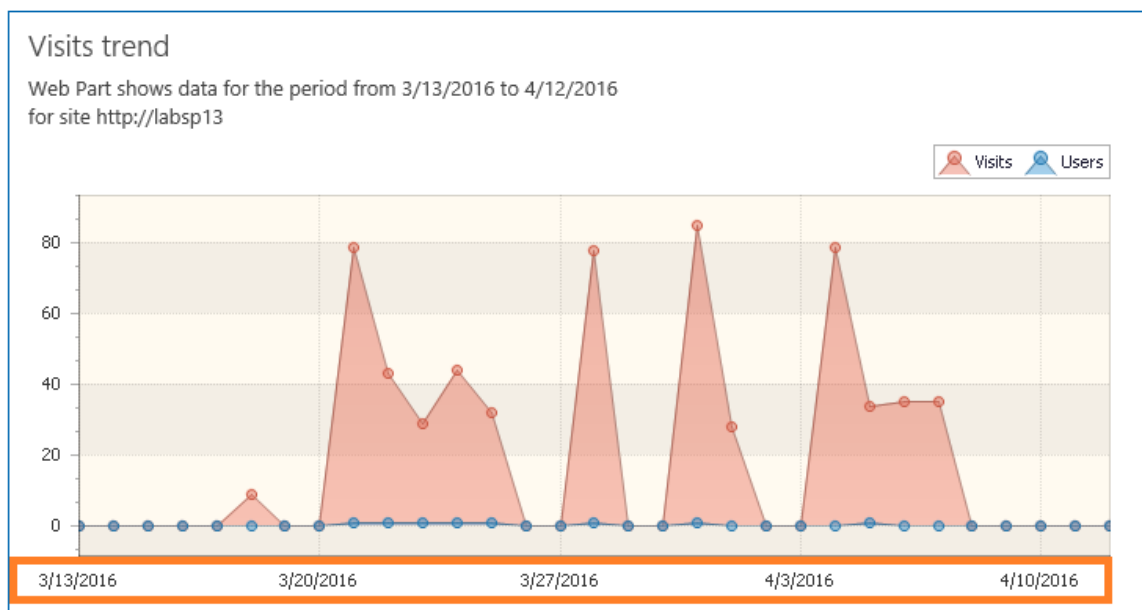 Visits trend
Web Part shows data for the period from 3/13/2016 to 4/12/2016
for site http://labsp13
Visits Users
80
60
40
20
0
3/13/2016 3/20/2016 3/27/2016 4/3/2016 4/10/2016